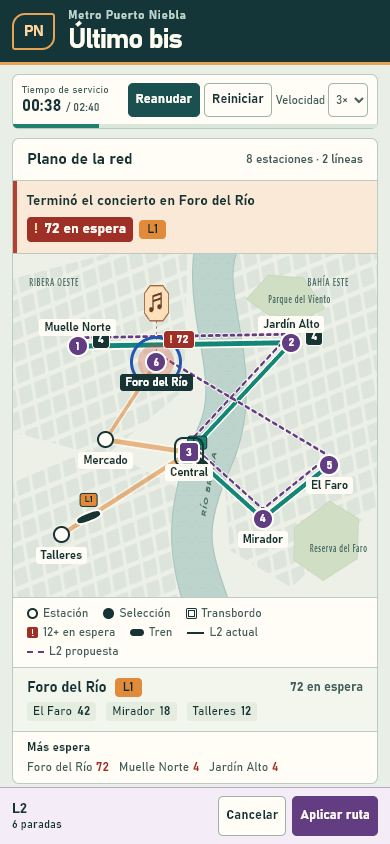 PN
Metro Puerto Niebla
Último bis
Tiempo de servicio
00:38 / 02:40
Reanudar
Reiniciar
Velocidad
3×
Plano de la red
8 estaciones · 2 líneas
Terminó el concierto en Foro del Río
! 72 en espera
L1
RIBERA OESTE
BAHÍA ESTE
Parque del Viento
Muelle Norte
4
1
! 72
Jardín Alto
4
2
6
Foro del Río
3
Mercado
Central
5
El Faro
L1
4
Mirador
Talleres
Reserva del Faro
Estación
Selección
Transbordo
! 12+ en espera
Tren
L2 actual
L2 propuesta
Foro del Río L1
72 en espera
El Faro 42
Mirador 18
Talleres 12
Más espera
Foro del Río 72 Muelle Norte 4 Jardín Alto 4
L2
6 paradas
Cancelar
Aplicar ruta